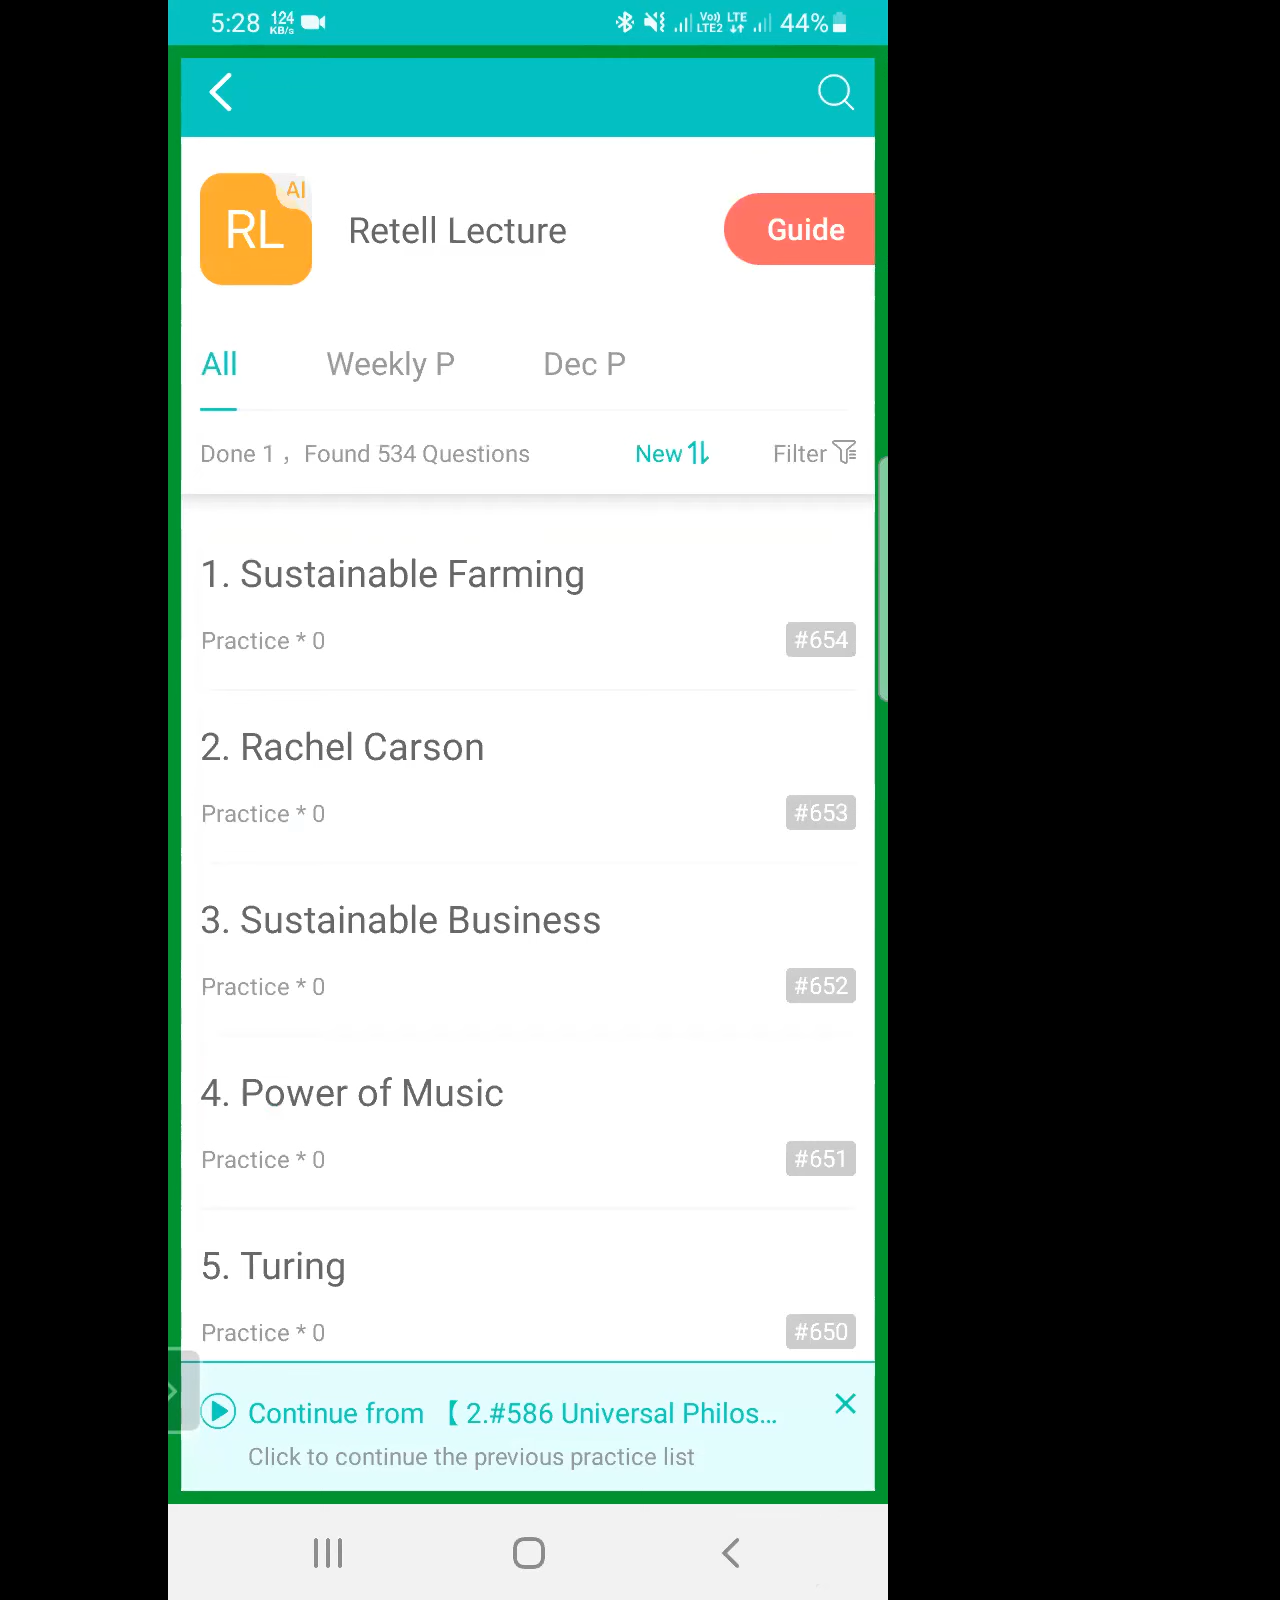 5:28 124 KB/s Vo) LTE LTE2 44%
AI
RL
Retell Lecture
Guide
All Weekly P Dec P
Done 1 , Found 534 Questions New Filter
1. Sustainable Farming
Practice * 0 #654
2. Rachel Carson
Practice * 0 #653
3. Sustainable Business
Practice * 0 #652
4. Power of Music
Practice * 0 #651
5. Turing
Practice * 0 #650
Continue from 【 2.#586 Universal Philos...
Click to continue the previous practice list